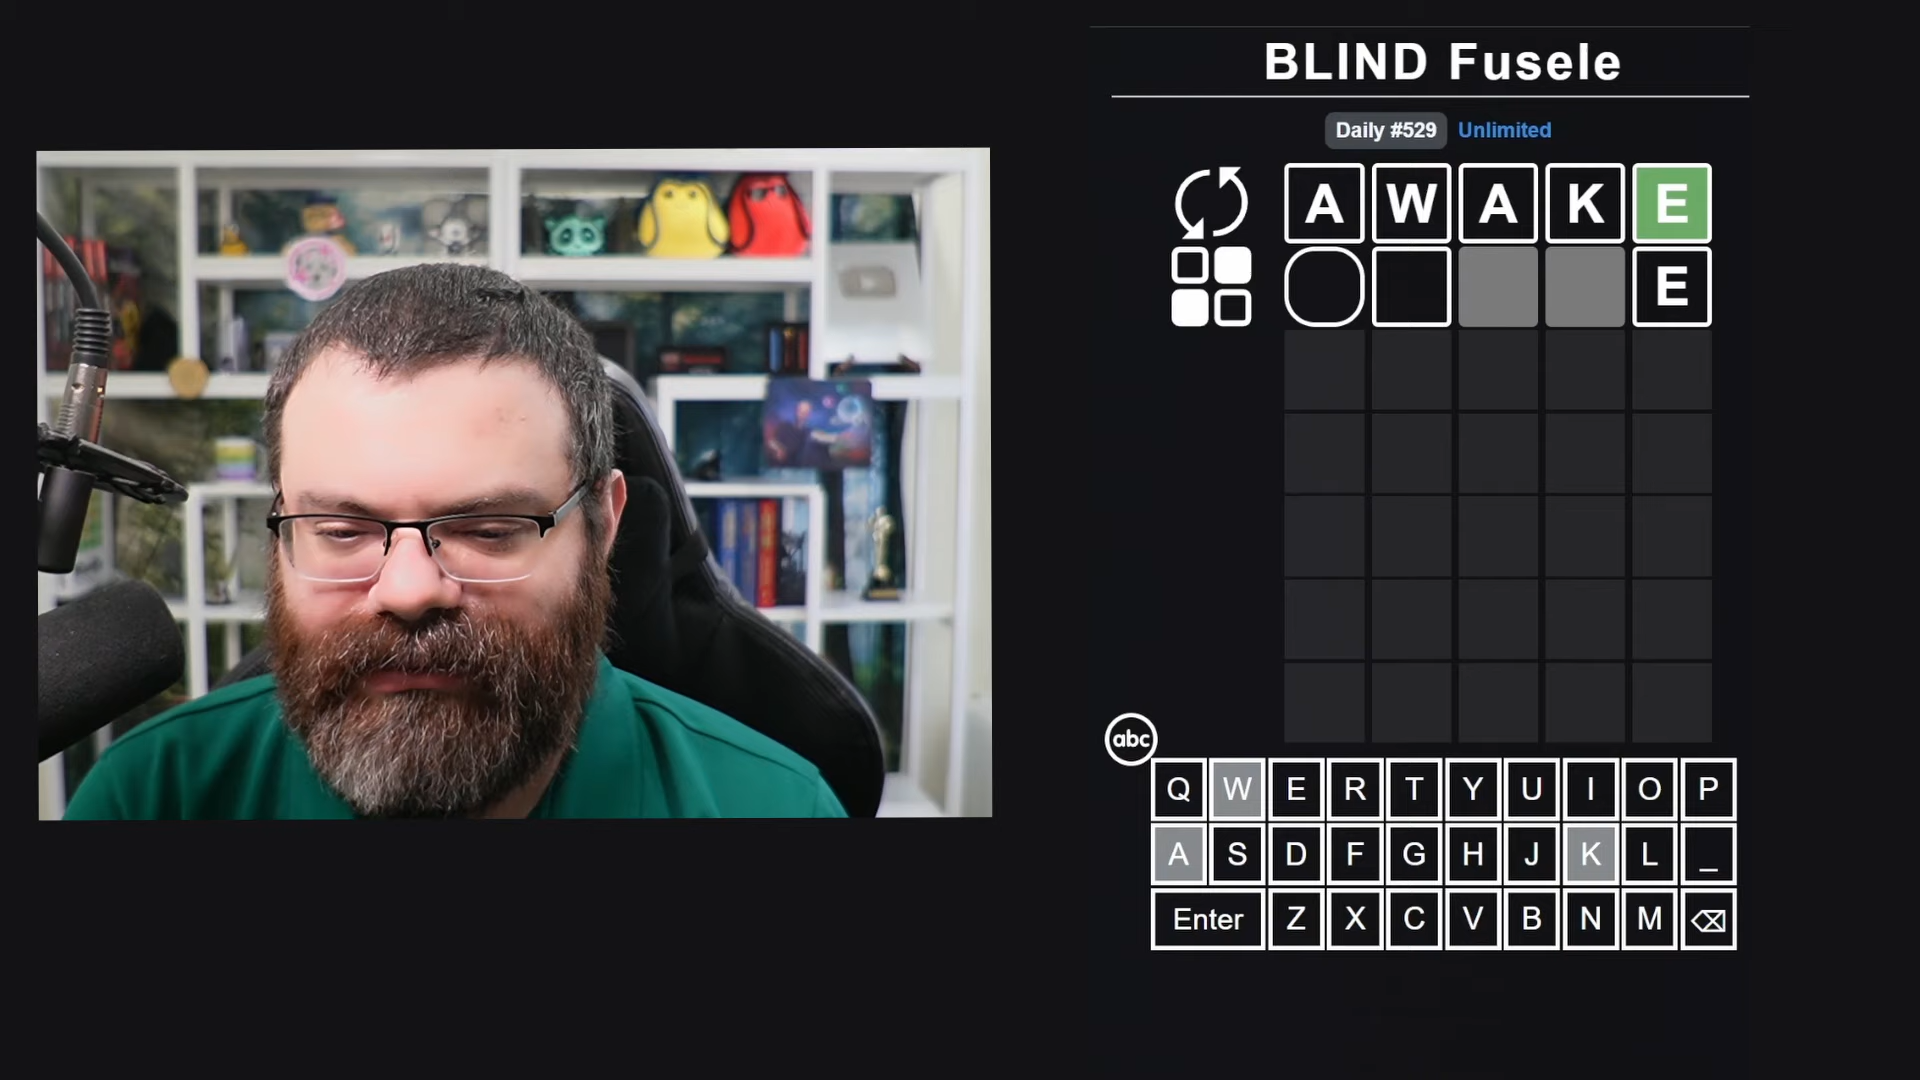 BLIND Fusele
Daily #529 Unlimited
A W A K E
E
abc
Q W E R T Y U I O P
A S D F G H J K L _
Enter Z X C V B N M ⌫